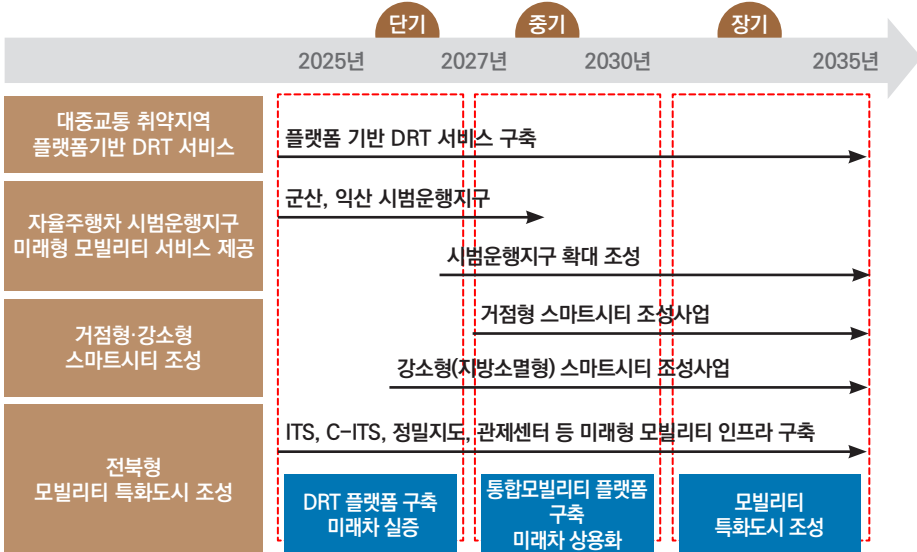 단기
중기
장기
2025년
2027년
2030년
2035년
대중교통 취약지역
플랫폼기반 DRT 서비스
플랫폼 기반 DRT 서비스 구축
자율주행차 시범운행지구
미래형 모빌리티 서비스 제공
군산, 익산 시범운행지구
시범운행지구 확대 조성
거점형·강소형
스마트시티 조성
거점형 스마트시티 조성사업
강소형(지방소멸형) 스마트시티 조성사업
전북형
모빌리티 특화도시 조성
ITS, C-ITS, 정밀지도, 관제센터 등 미래형 모빌리티 인프라 구축
DRT 플랫폼 구축
미래차 실증
통합모빌리티 플랫폼
구축
미래차 상용화
모빌리티
특화도시 조성